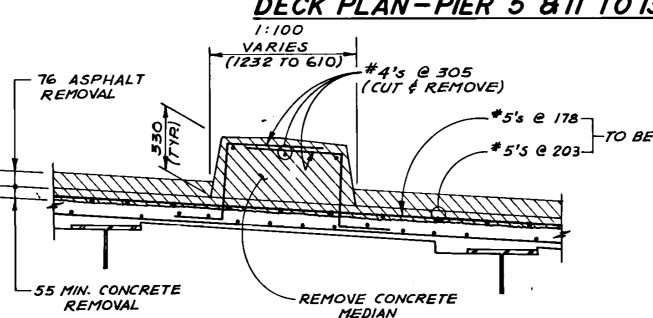 DECK PLAN-PIER 5 & 11 TO 13
1:100
VARIES
(1232 TO 610)
76 ASPHALT
REMOVAL
330
(TYP.)
#4's @ 305
(CUT & REMOVE)
#5's @ 178
TO BE
#5'S @ 203
55 MIN. CONCRETE
REMOVAL
REMOVE CONCRETE
MEDIAN